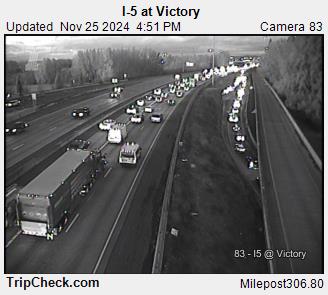 I-5 at Victory
Updated Nov 25 2024 4:51 PM Camera 83
83 - I5 @ Victory
TripCheck.com Milepost306.80